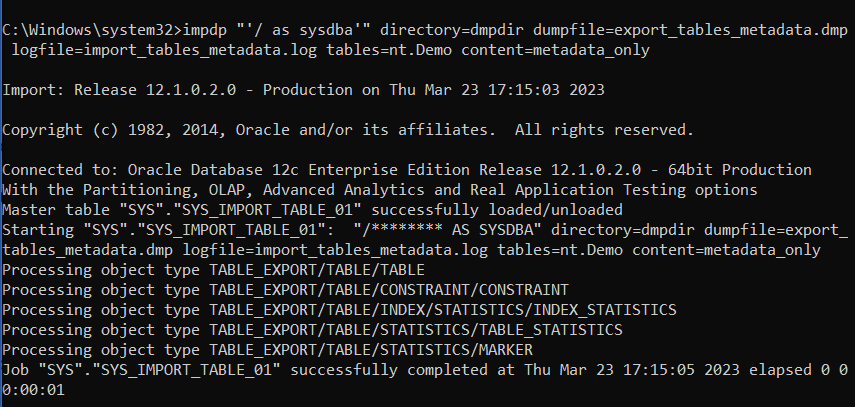 C:\Windows\system32>impdp "'/ as sysdba'" directory=dmpdir dumpfile=export_tables_metadata.dmp
 logfile=import_tables_metadata.log tables=nt.Demo content=metadata_only
Import: Release 12.1.0.2.0 - Production on Thu Mar 23 17:15:03 2023
Copyright (c) 1982, 2014, Oracle and/or its affiliates.  All rights reserved.
Connected to: Oracle Database 12c Enterprise Edition Release 12.1.0.2.0 - 64bit Production
With the Partitioning, OLAP, Advanced Analytics and Real Application Testing options
Master table "SYS"."SYS_IMPORT_TABLE_01" successfully loaded/unloaded
Starting "SYS"."SYS_IMPORT_TABLE_01":  "/******** AS SYSDBA" directory=dmpdir dumpfile=export_
tables_metadata.dmp logfile=import_tables_metadata.log tables=nt.Demo content=metadata_only
Processing object type TABLE_EXPORT/TABLE/TABLE
Processing object type TABLE_EXPORT/TABLE/CONSTRAINT/CONSTRAINT
Processing object type TABLE_EXPORT/TABLE/INDEX/STATISTICS/INDEX_STATISTICS
Processing object type TABLE_EXPORT/TABLE/STATISTICS/TABLE_STATISTICS
Processing object type TABLE_EXPORT/TABLE/STATISTICS/MARKER
Job "SYS"."SYS_IMPORT_TABLE_01" successfully completed at Thu Mar 23 17:15:05 2023 elapsed 0 0
0:00:01